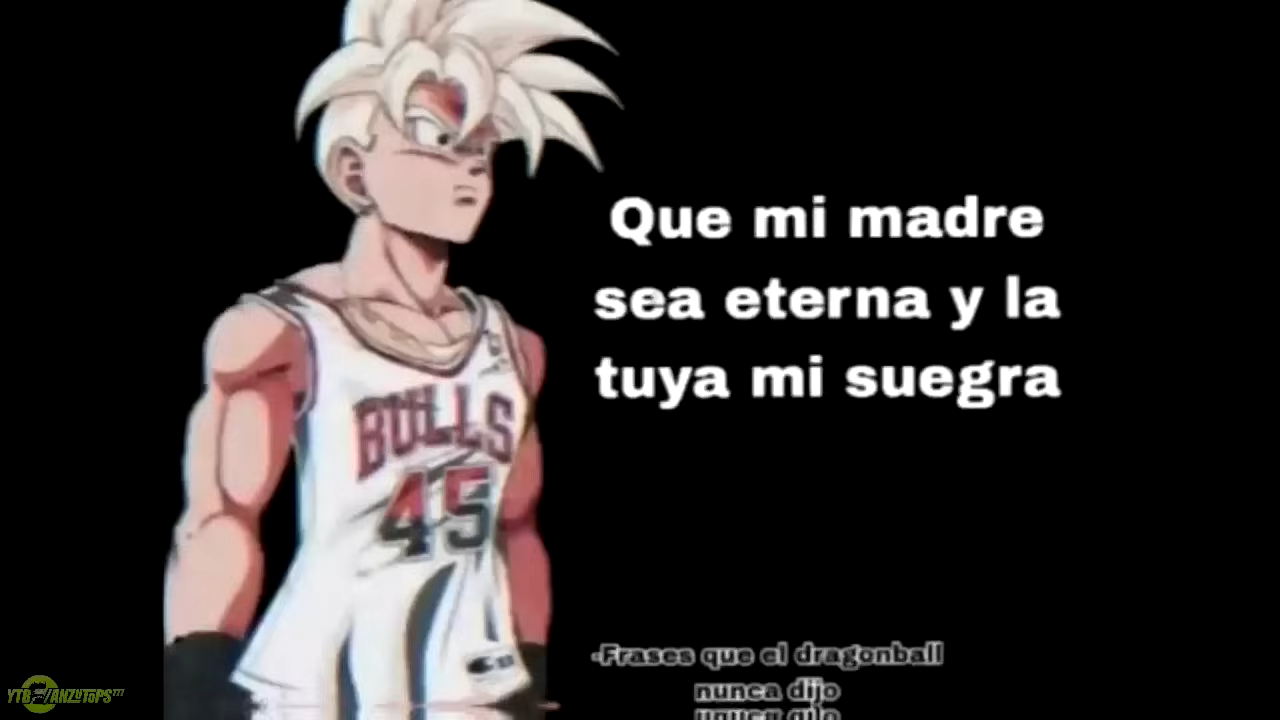 Que mi madre
sea eterna y la
tuya mi suegra
BULLS
45
-Frases que el dragonball
nunca dijo